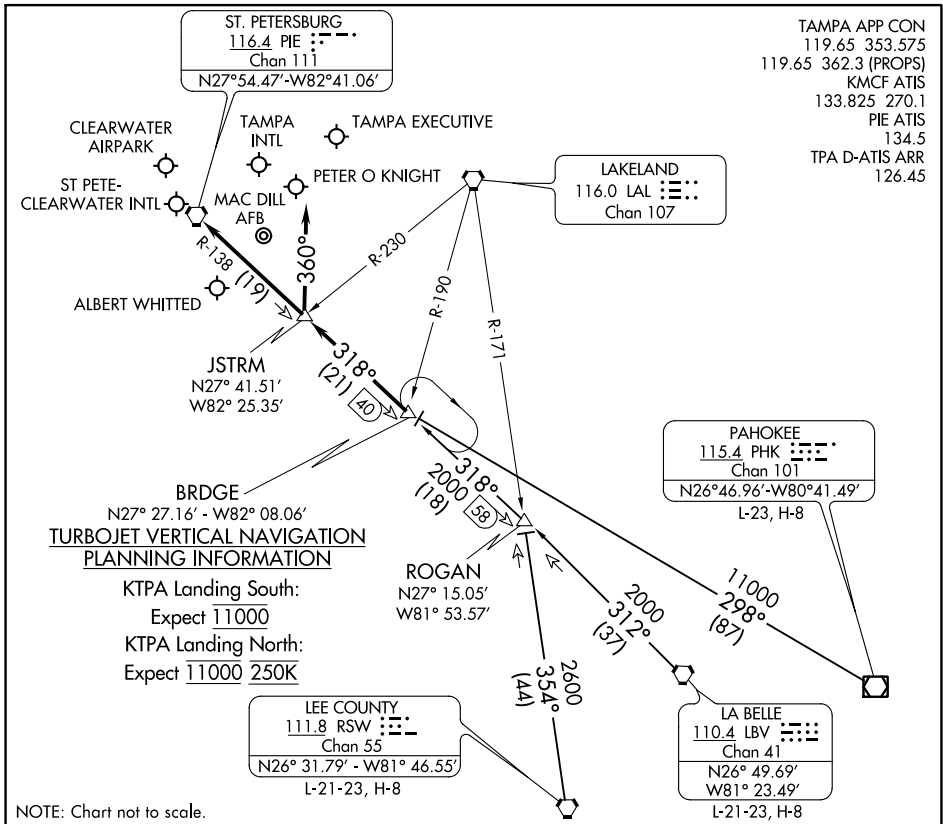 ST. PETERSBURG
116.4 PIE
Chan 111
N27°54.47'-W82°41.06'
TAMPA APP CON
119.65 353.575
119.65 362.3 (PROPS)
KMCF ATIS
133.825 270.1
PIE ATIS
134.5
TPA D-ATIS ARR
126.45
CLEARWATER
AIRPARK
TAMPA
INTL
TAMPA EXECUTIVE
ST PETE-
CLEARWATER INTL
MAC DILL
AFB
PETER O KNIGHT
LAKELAND
116.0 LAL
Chan 107
R-138 (19)
360°
R-230
R-190
R-171
ALBERT WHITTED
JSTRM
N27° 41.51'
W82° 25.35'
318°
(21)
40
BRDGE
N27° 27.16' - W82° 08.06'
TURBOJET VERTICAL NAVIGATION
PLANNING INFORMATION
KTPA Landing South:
Expect 11000
KTPA Landing North:
Expect 11000 250K
318°
2000
(18)
58
ROGAN
N27° 15.05'
W81° 53.57'
PAHOKEE
115.4 PHK
Chan 101
N26°46.96'-W80°41.49'
L-23, H-8
11000
298°
(87)
2000
312°
(37)
2600
354°
(44)
LEE COUNTY
111.8 RSW
Chan 55
N26° 31.79' - W81° 46.55'
L-21-23, H-8
LA BELLE
110.4 LBV
Chan 41
N26° 49.69'
W81° 23.49'
L-21-23, H-8
NOTE: Chart not to scale.